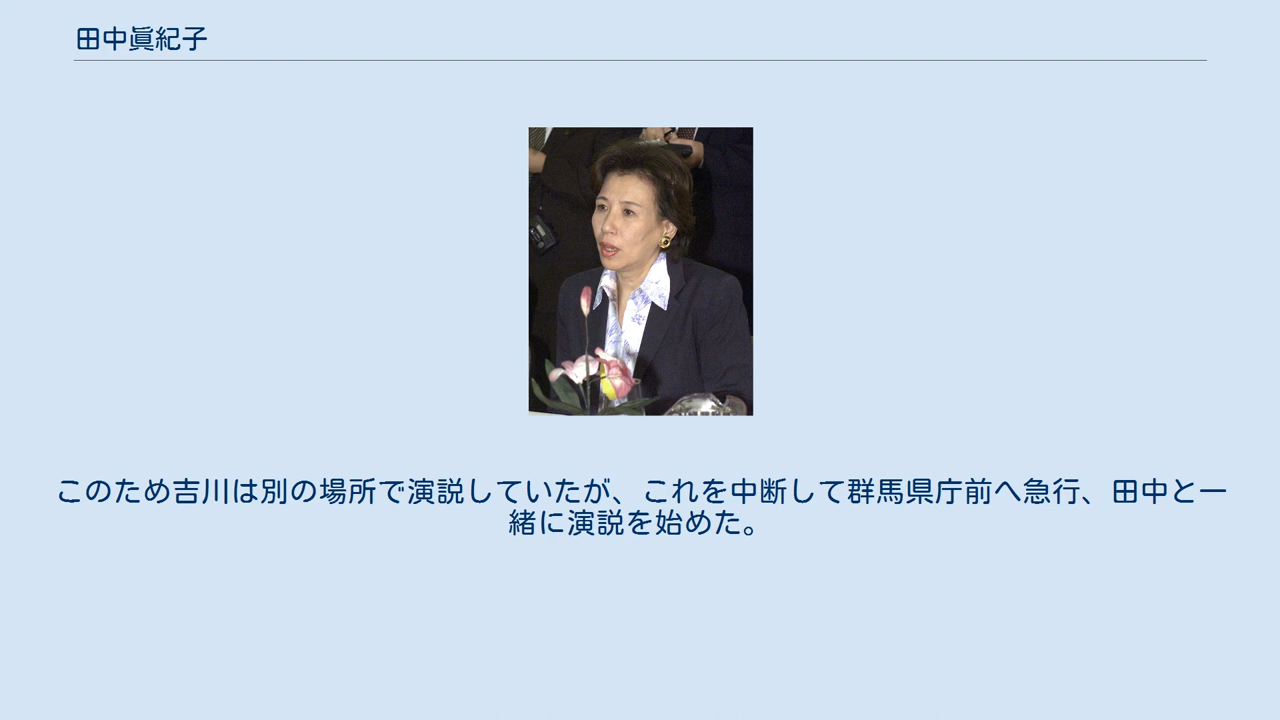 田中眞紀子
このため吉川は別の場所で演説していたが、これを中断して群馬県庁前へ急行、田中と一
緒に演説を始めた。